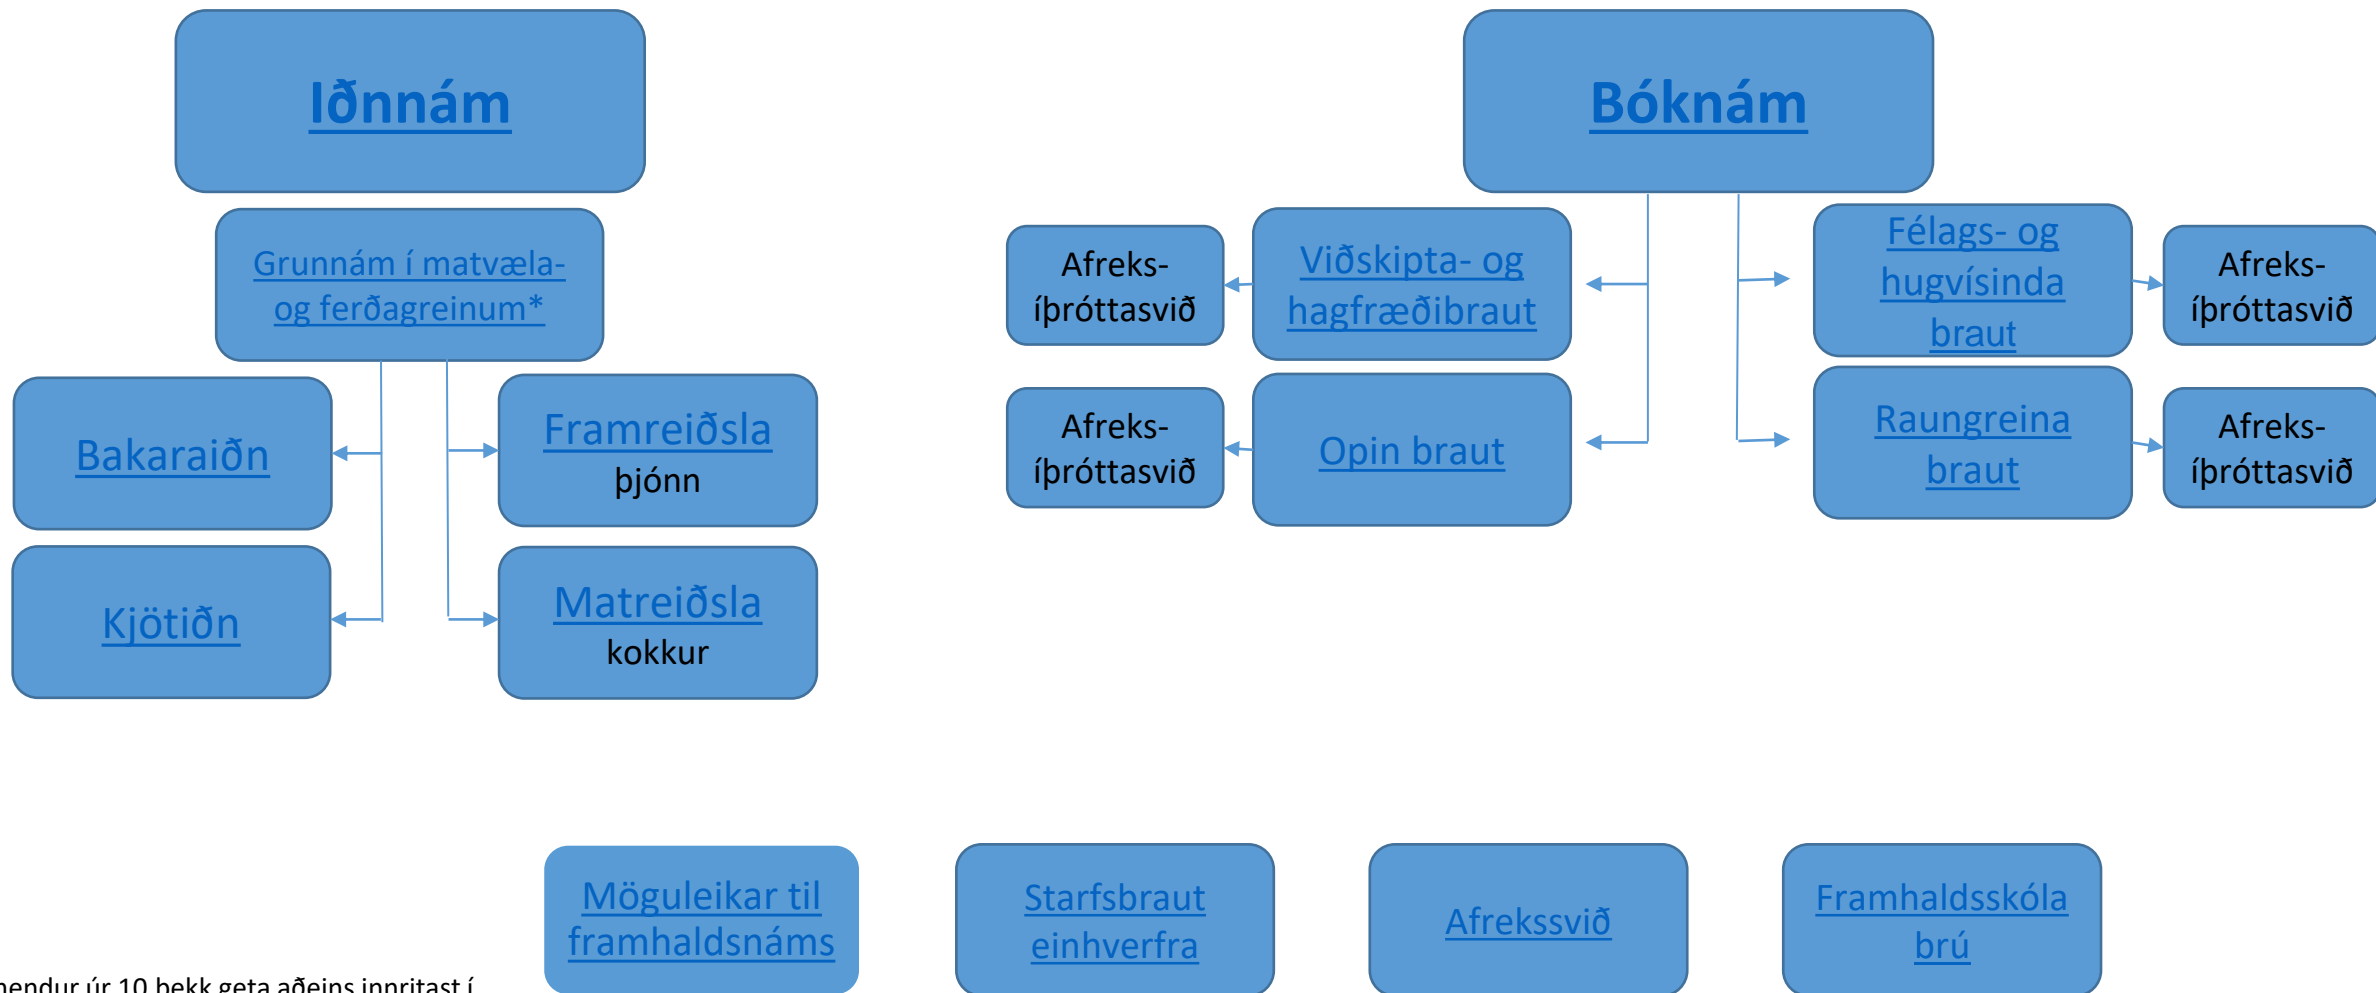 Iðnnám
Grunnám í matvæla-
og ferðagreinum*
Bakaraiðn
Framreiðsla
þjónn
Kjötiðn
Matreiðsla
kokkur
Bóknám
Afreks-
íþróttasvið
Viðskipta- og
hagfræðibraut
Félags- og
hugvísinda
braut
Afreks-
íþróttasvið
Afreks-
íþróttasvið
Opin braut
Raungreina
braut
Afreks-
íþróttasvið
Möguleikar til
framhaldsnáms
Starfsbraut
einhverfra
Afrekssvið
Framhaldsskóla
brú
úr 10 bekk geta aðeins innritast í